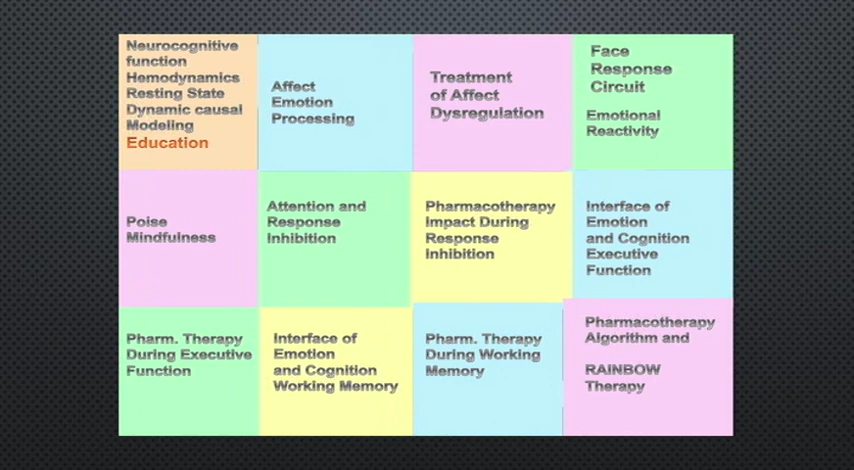 Neurocognitive
function
Hemodynamics
Resting State
Dynamic causal
Modeling
Education
Affect
Emotion
Processing
Treatment
of Affect
Dysregulation
Face
Response
Circuit
Emotional
Reactivity
Poise
Mindfulness
Attention and
Response
Inhibition
Pharmacotherapy
Impact During
Response
Inhibition
Interface of
Emotion
and Cognition
Executive
Function
Pharm. Therapy
During Executive
Function
Interface of
Emotion
and Cognition
Working Memory
Pharm. Therapy
During Working
Memory
Pharmacotherapy
Algorithm and
RAINBOW
Therapy